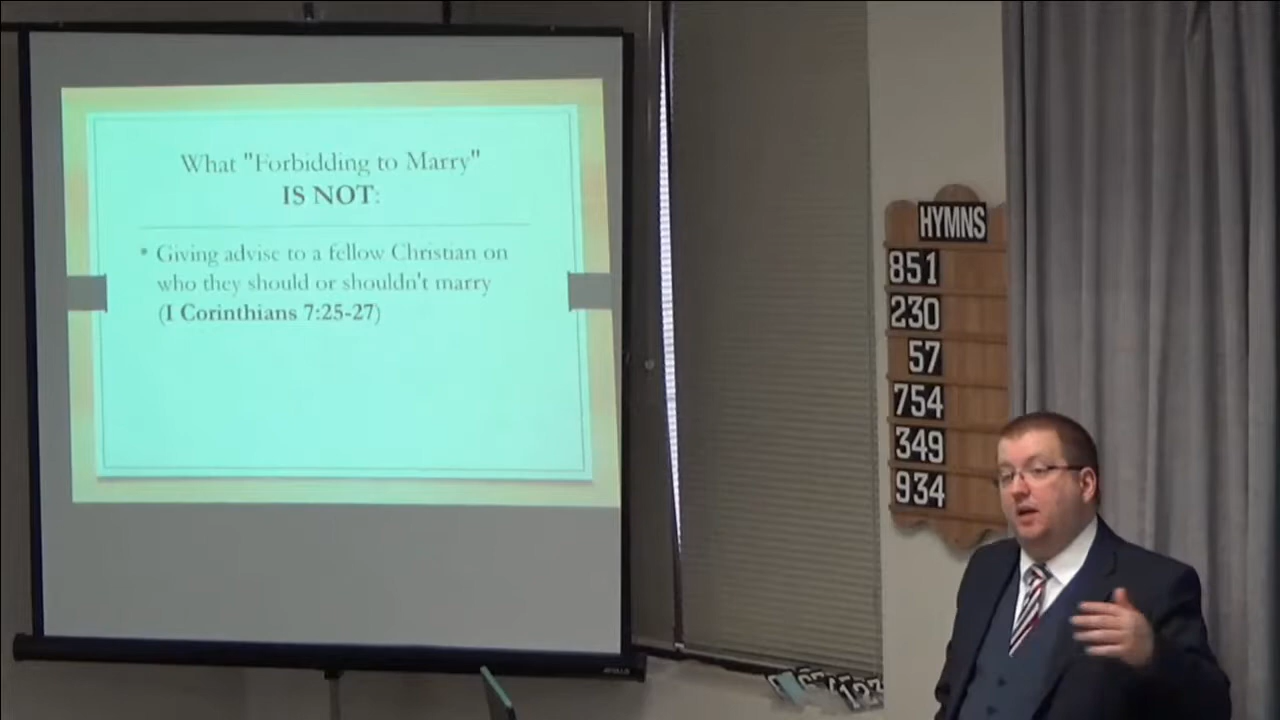 What "Forbidding to Marry"
IS NOT:
* Giving advise to a fellow Christian on
who they should or shouldn't marry
(I Corinthians 7:25-27)
HYMNS
851
230
57
754
349
934
APOLLO